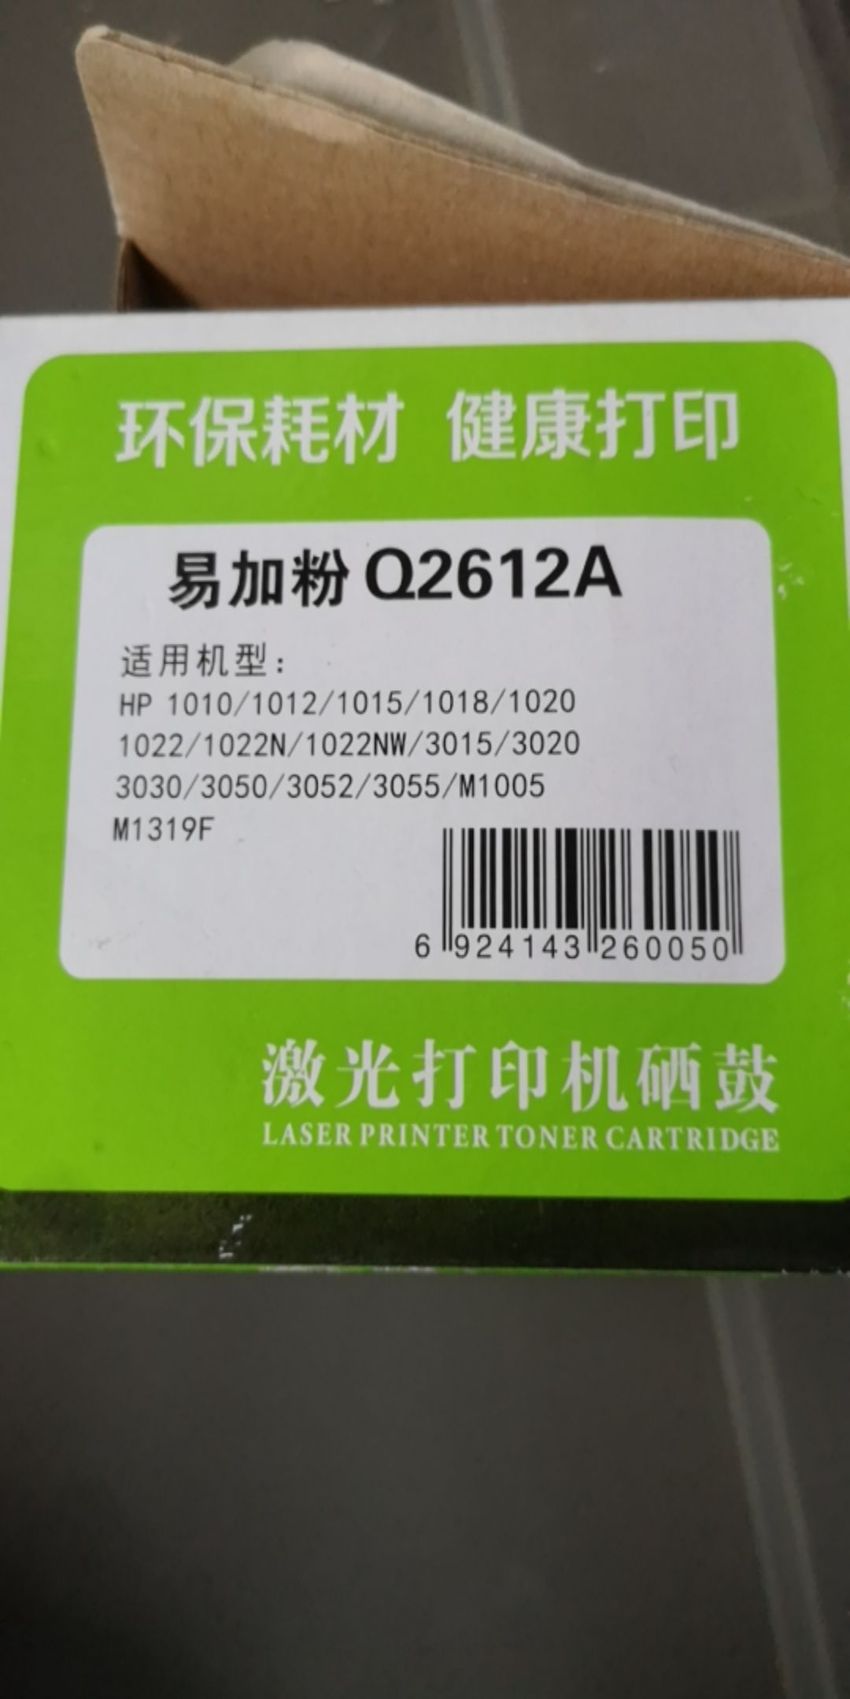 环保耗材 健康打印
易加粉 Q2612A
适用机型：
HP 1010/1012/1015/1018/1020
1022/1022N/1022NW/3015/3020
3030/3050/3052/3055/M1005
M1319F
6 924143 260050
激光打印机硒鼓
LASER PRINTER TONER CARTRIDGE